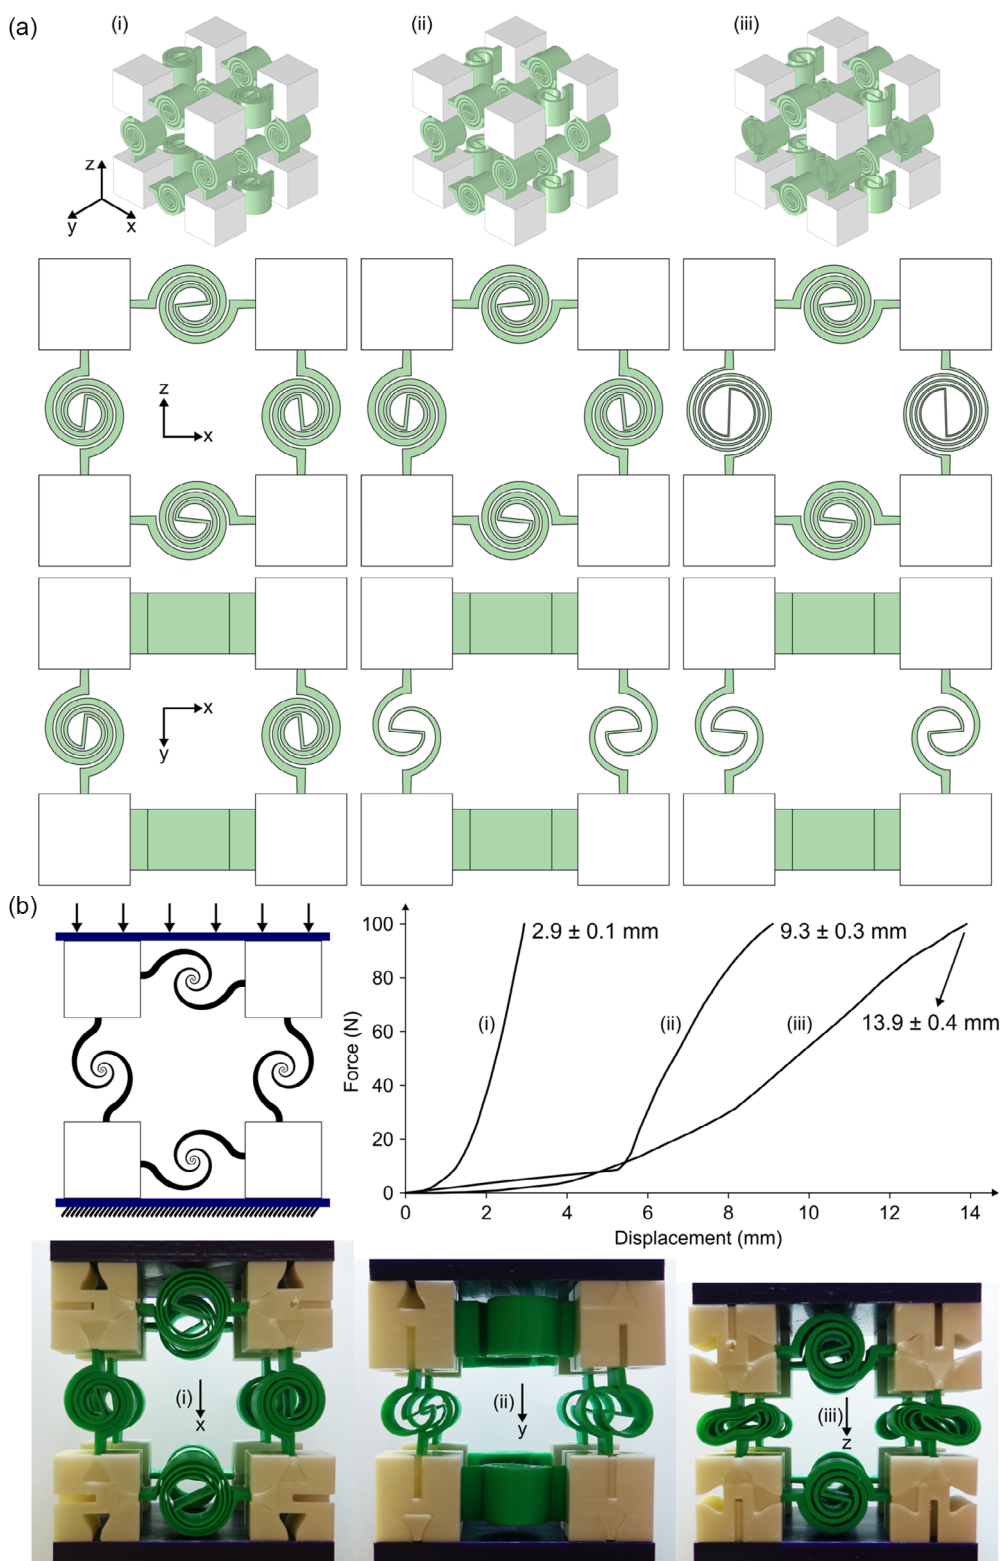 (a)
(i) (ii) (iii)
z
y x
z
x
x
y
(b)
100
80
60
40
20
0
Force (N)
2.9 ± 0.1 mm
9.3 ± 0.3 mm
13.9 ± 0.4 mm
(i) (ii) (iii)
0 2 4 6 8 10 12 14
Displacement (mm)
(i)
x
(ii)
y
(iii)
z